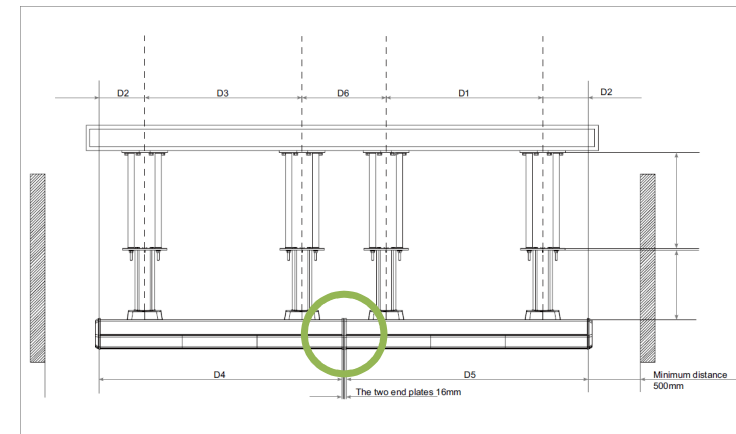 D2
D3
D6
D1
D2
D4
D5
The two end plates 16mm
Minimum distance
500mm